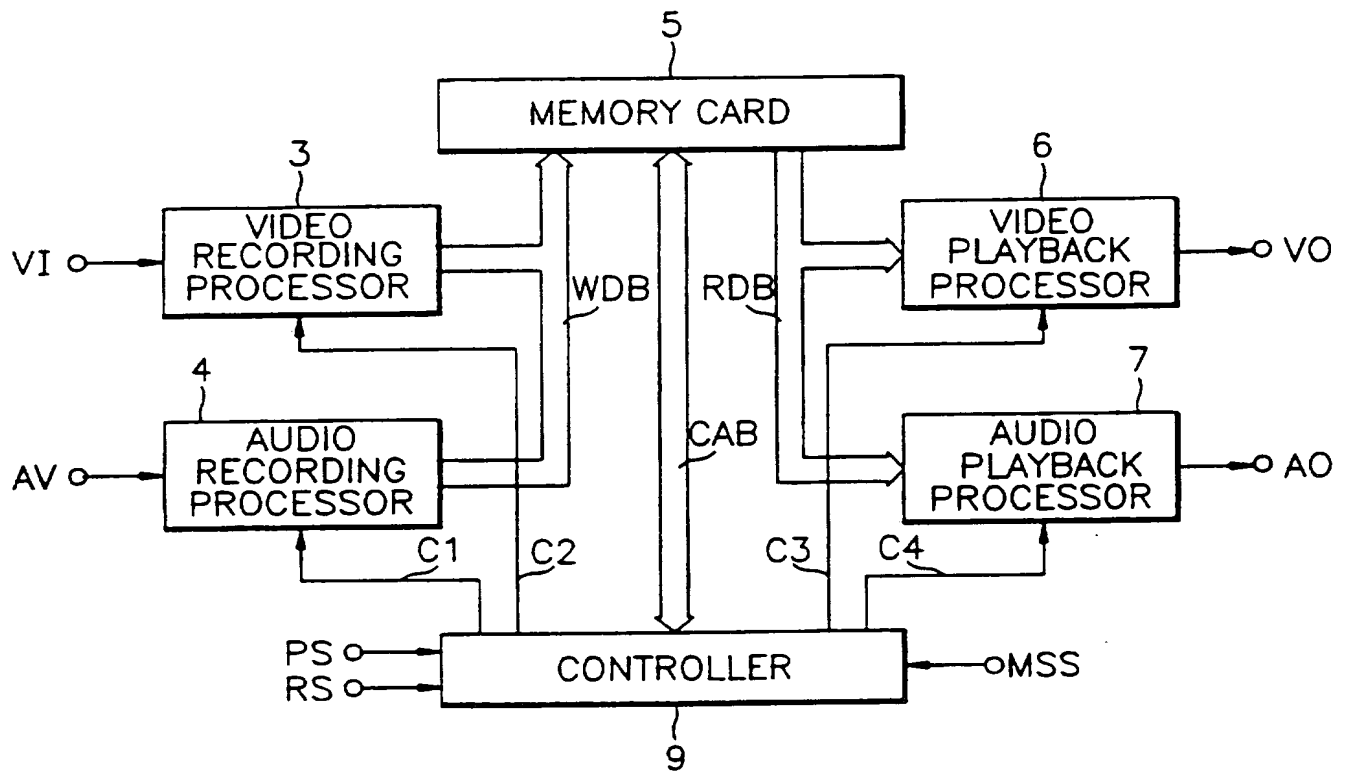 5
MEMORY CARD
3
VIDEO
RECORDING
PROCESSOR
VI
6
VIDEO
PLAYBACK
PROCESSOR
VO
WDB
RDB
4
AUDIO
RECORDING
PROCESSOR
AV
CAB
7
AUDIO
PLAYBACK
PROCESSOR
AO
C1
C2
C3
C4
PS
RS
CONTROLLER
MSS
9